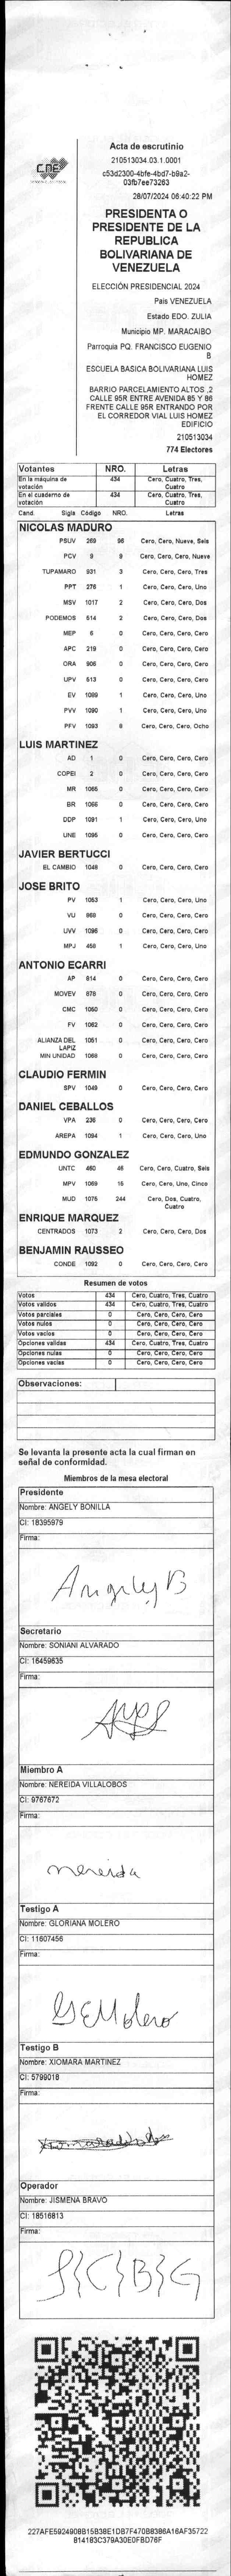 CNE
Acta de escrutinio
210513034.03.1.0001
c53d2300-4bfe-4bd7-b9a2-
03fb7ee73263
28/07/2024 06:40:22 PM
PRESIDENTA O
PRESIDENTE DE LA
REPUBLICA
BOLIVARIANA DE
VENEZUELA
ELECCIÓN PRESIDENCIAL 2024
Pais VENEZUELA
Estado EDO. ZULIA
Municipio MP. MARACAIBO
Parroquia PQ. FRANCISCO EUGENIO
B
ESCUELA BASICA BOLIVARIANA LUIS
HOMEZ
BARRIO PARCELAMIENTO ALTOS ,2
CALLE 95R ENTRE AVENIDA 85 Y 86
FRENTE CALLE 95R ENTRANDO POR
EL CORREDOR VIAL LUIS HOMEZ
EDIFICIO
210513034
774 Electores
Votantes NRO. Letras
En la máquina de votación 434 Cero, Cuatro, Tres, Cuatro
En el cuaderno de votación 434 Cero, Cuatro, Tres, Cuatro
Cand. Sigla Código NRO. Letras
NICOLAS MADURO
PSUV 269 96 Cero, Cero, Nueve, Seis
PCV 9 9 Cero, Cero, Cero, Nueve
TUPAMARO 931 3 Cero, Cero, Cero, Tres
PPT 276 1 Cero, Cero, Cero, Uno
MSV 1017 2 Cero, Cero, Cero, Dos
PODEMOS 514 2 Cero, Cero, Cero, Dos
MEP 6 0 Cero, Cero, Cero, Cero
APC 219 0 Cero, Cero, Cero, Cero
ORA 906 0 Cero, Cero, Cero, Cero
UPV 513 0 Cero, Cero, Cero, Cero
EV 1089 1 Cero, Cero, Cero, Uno
PVV 1090 1 Cero, Cero, Cero, Uno
PFV 1093 8 Cero, Cero, Cero, Ocho
LUIS MARTINEZ
AD 1 0 Cero, Cero, Cero, Cero
COPEI 2 0 Cero, Cero, Cero, Cero
MR 1065 0 Cero, Cero, Cero, Cero
BR 1066 0 Cero, Cero, Cero, Cero
DDP 1091 1 Cero, Cero, Cero, Uno
UNE 1095 0 Cero, Cero, Cero, Cero
JAVIER BERTUCCI
EL CAMBIO 1048 0 Cero, Cero, Cero, Cero
JOSE BRITO
PV 1053 1 Cero, Cero, Cero, Uno
VU 868 0 Cero, Cero, Cero, Cero
UVV 1096 0 Cero, Cero, Cero, Cero
MPJ 458 1 Cero, Cero, Cero, Uno
ANTONIO ECARRI
AP 814 0 Cero, Cero, Cero, Cero
MOVEV 878 0 Cero, Cero, Cero, Cero
CMC 1050 0 Cero, Cero, Cero, Cero
FV 1062 0 Cero, Cero, Cero, Cero
ALIANZA DEL LAPIZ 1051 0 Cero, Cero, Cero, Cero
MIN UNIDAD 1068 0 Cero, Cero, Cero, Cero
CLAUDIO FERMIN
SPV 1049 0 Cero, Cero, Cero, Cero
DANIEL CEBALLOS
VPA 236 0 Cero, Cero, Cero, Cero
AREPA 1094 1 Cero, Cero, Cero, Uno
EDMUNDO GONZALEZ
UNTC 460 46 Cero, Cero, Cuatro, Seis
MPV 1069 15 Cero, Cero, Uno, Cinco
MUD 1075 244 Cero, Dos, Cuatro, Cuatro
ENRIQUE MARQUEZ
CENTRADOS 1073 2 Cero, Cero, Cero, Dos
BENJAMIN RAUSSEO
CONDE 1092 0 Cero, Cero, Cero, Cero
Resumen de votos
Votos 434 Cero, Cuatro, Tres, Cuatro
Votos validos 434 Cero, Cuatro, Tres, Cuatro
Votos parciales 0 Cero, Cero, Cero, Cero
Votos nulos 0 Cero, Cero, Cero, Cero
Votos vacios 0 Cero, Cero, Cero, Cero
Opciones validas 434 Cero, Cuatro, Tres, Cuatro
Opciones nulas 0 Cero, Cero, Cero, Cero
Opciones vacias 0 Cero, Cero, Cero, Cero
Observaciones:
Se levanta la presente acta la cual firman en
señal de conformidad.
Miembros de la mesa electoral
Presidente
Nombre: ANGELY BONILLA
CI: 18395979
Firma:
Angely B
Secretario
Nombre: SONIANI ALVARADO
CI: 16459635
Firma:
Miembro A
Nombre: NEREIDA VILLALOBOS
CI: 9767672
Firma:
nereida
Testigo A
Nombre: GLORIANA MOLERO
CI: 11607456
Firma:
GEMolero
Testigo B
Nombre: XIOMARA MARTINEZ
CI: 5799018
Firma:
Operador
Nombre: JISMENA BRAVO
CI: 18516813
Firma:
227AFE5924908B15B38E1DB7F470B8386A16AF35722
814183C379A30E0FBD76F